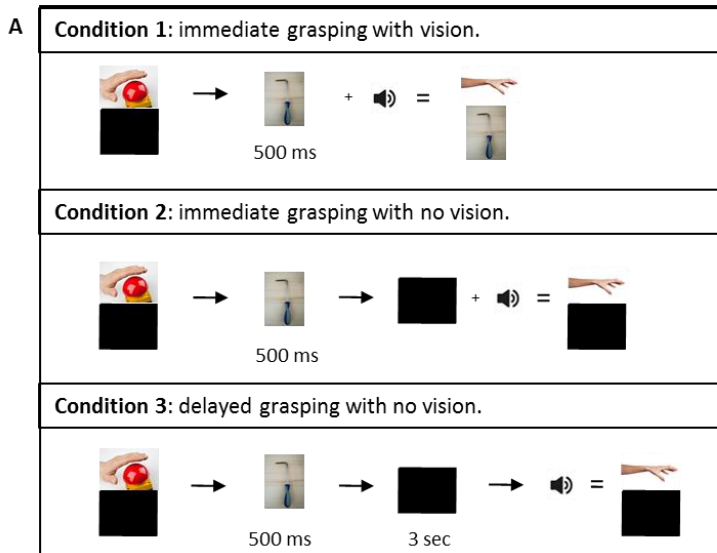 A
Condition 1: immediate grasping with vision.
+ =
500 ms
Condition 2: immediate grasping with no vision.
+ =
500 ms
Condition 3: delayed grasping with no vision.
=
500 ms 3 sec